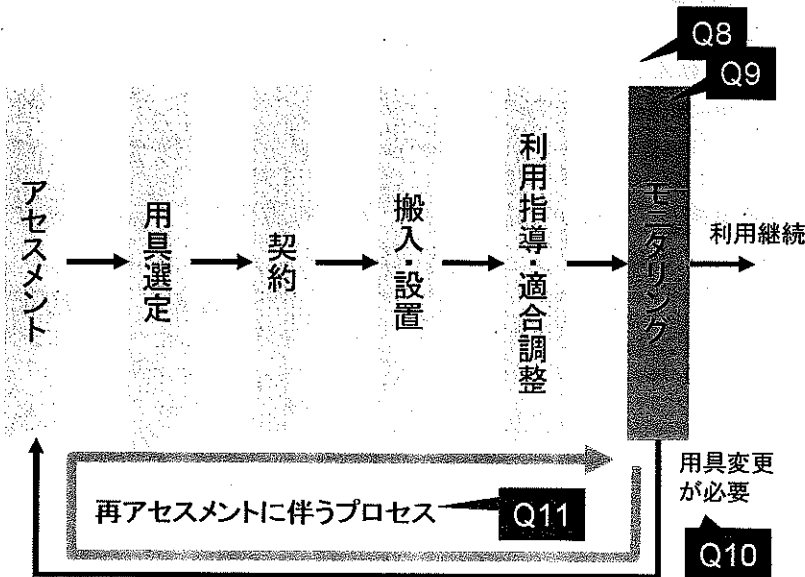 Q8
Q9
アセスメント
用具選定
契約
搬入・設置
利用指導・適合調整
モニタリング
利用継続
再アセスメントに伴うプロセス
Q11
用具変更
が必要
Q10